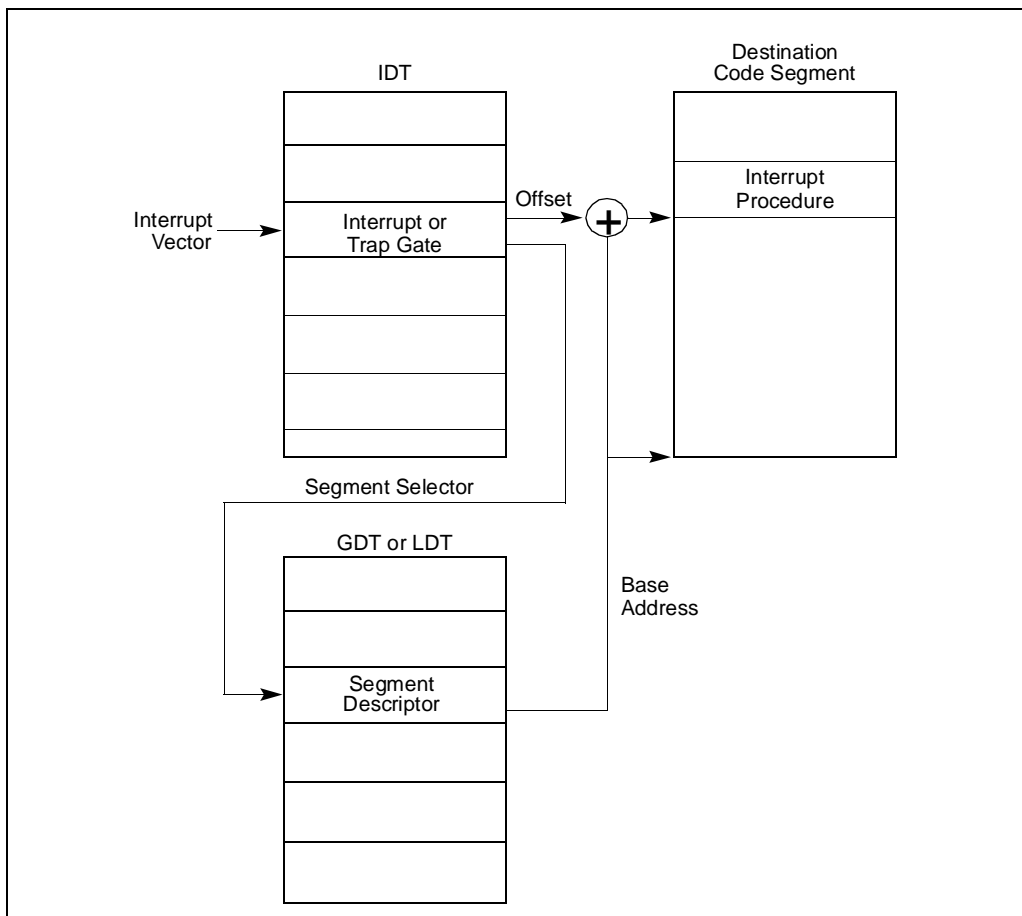 Destination
Code Segment
IDT
Interrupt
Procedure
Offset
+
Interrupt
Vector
Interrupt or
Trap Gate
Segment Selector
GDT or LDT
Base
Address
Segment
Descriptor